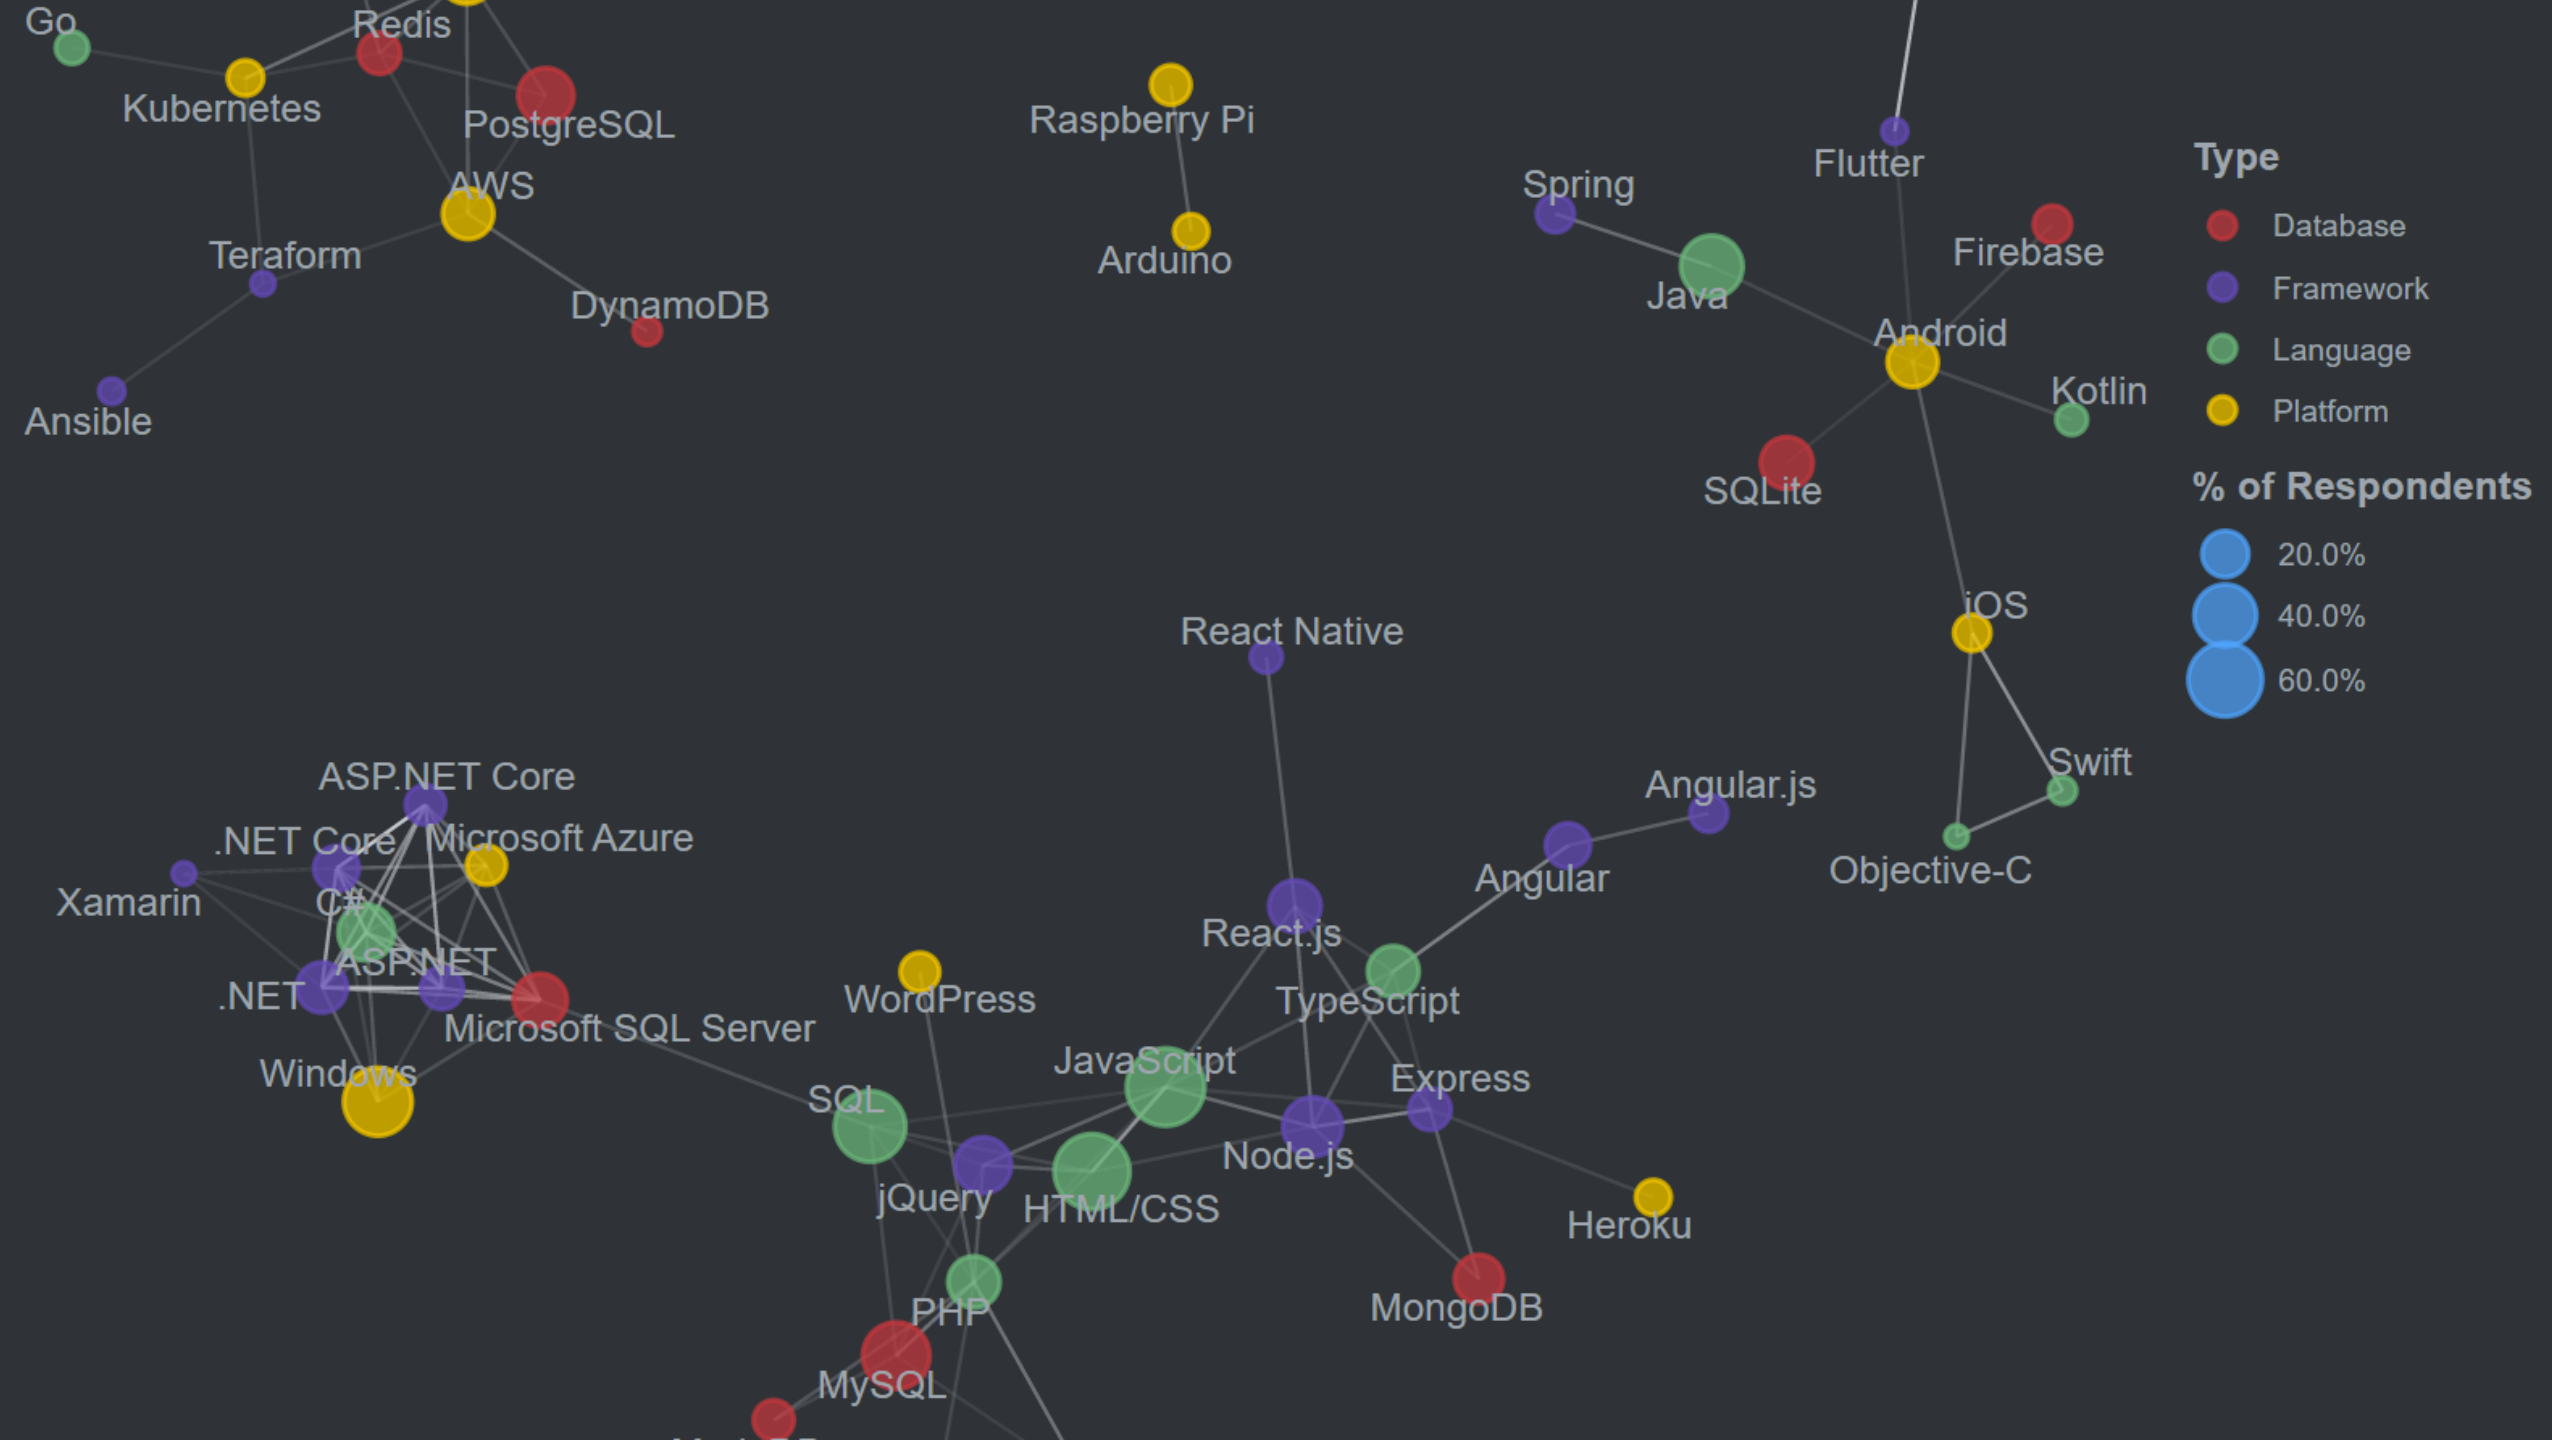 Go
Redis
Kubernetes
PostgreSQL
AWS
Teraform
DynamoDB
Ansible
Raspberry Pi
Arduino
Flutter
Spring
Java
Firebase
Android
Kotlin
SQLite
iOS
Swift
Objective-C
Type
Database
Framework
Language
Platform
% of Respondents
20.0%
40.0%
60.0%
React Native
ASP.NET Core
.NET Core
Microsoft Azure
Xamarin
C#
ASP.NET
.NET
Microsoft SQL Server
Windows
Angular.js
Angular
React.js
TypeScript
WordPress
JavaScript
Express
SQL
Node.js
jQuery
HTML/CSS
Heroku
PHP
MongoDB
MySQL